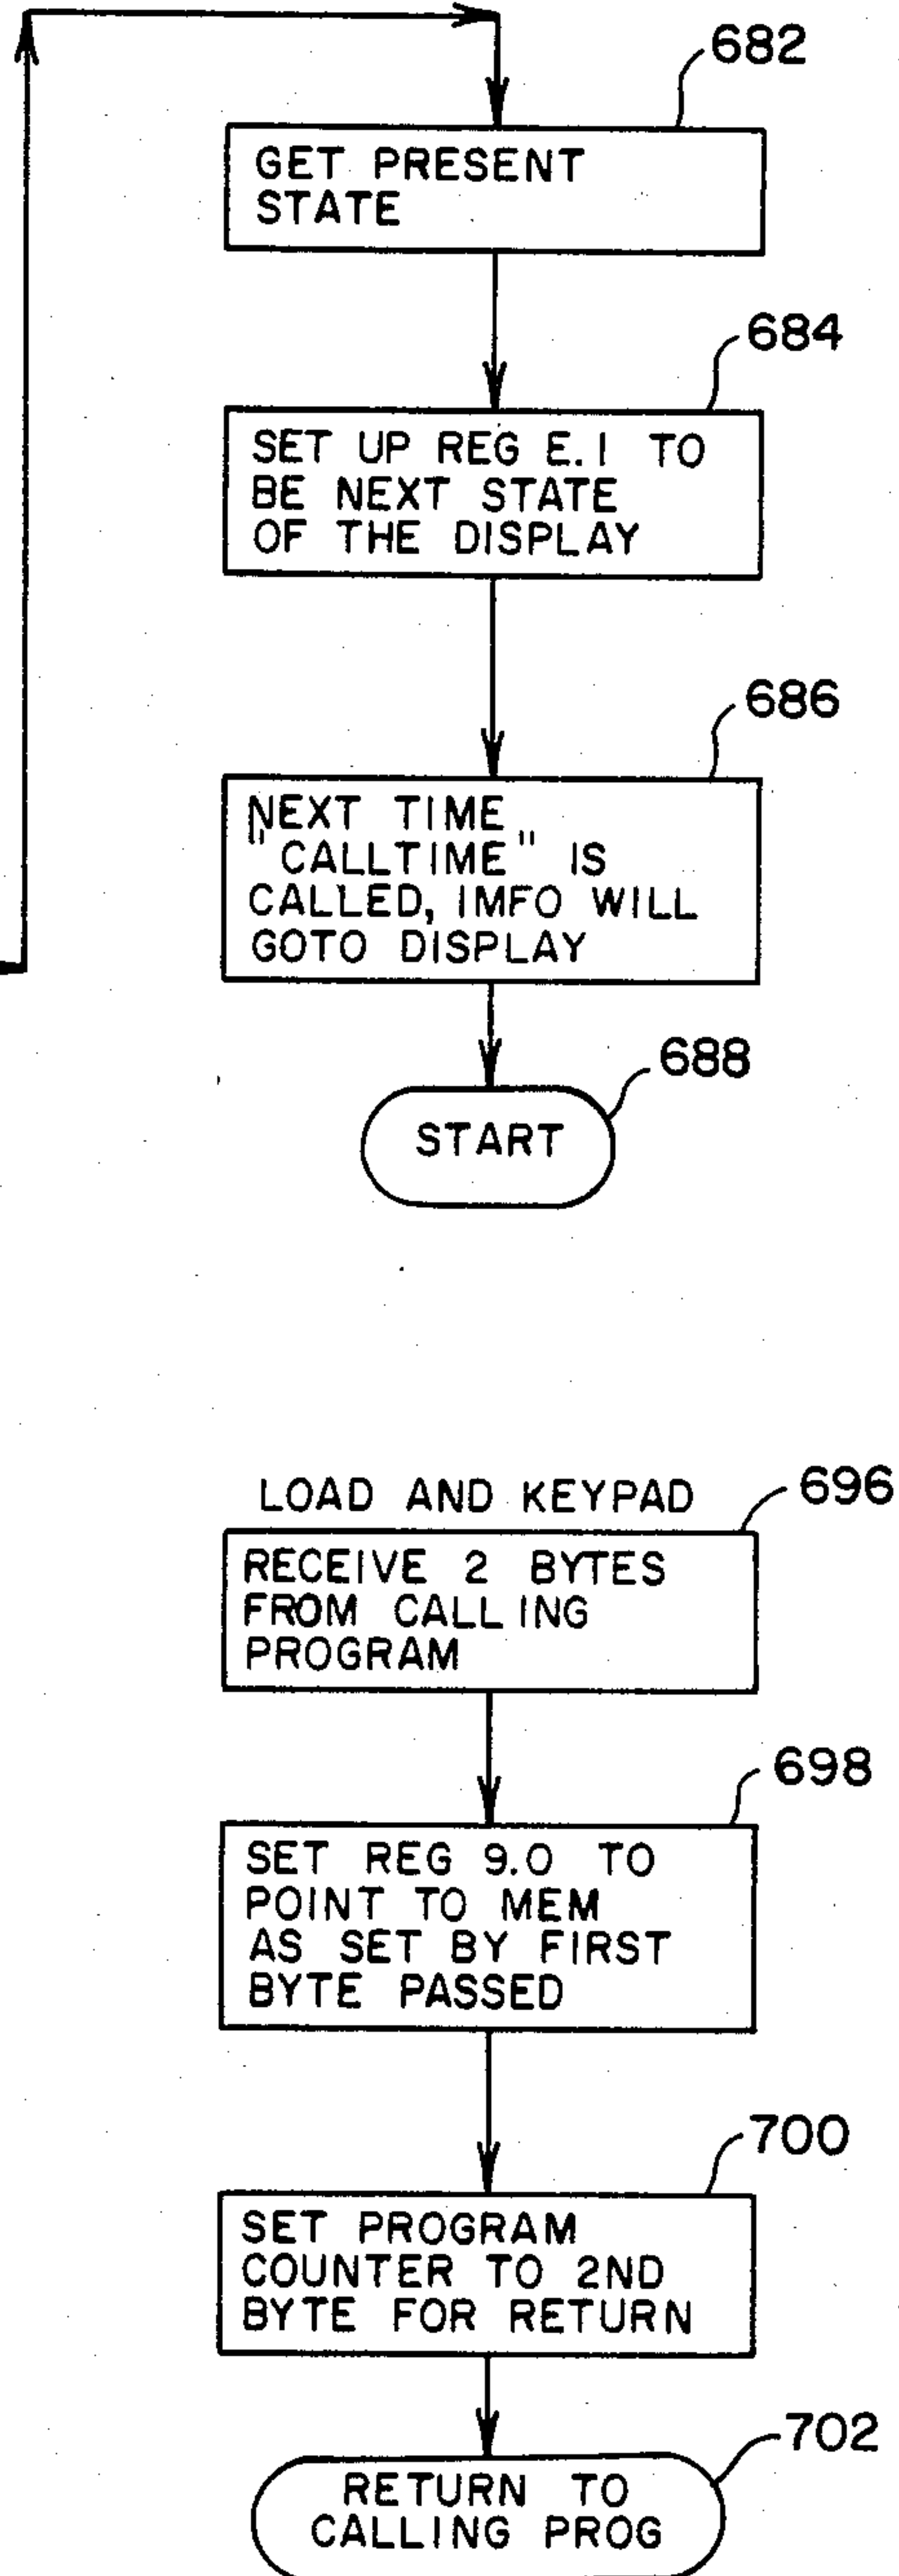 682
GET PRESENT
STATE
684
SET UP REG E.1 TO
BE NEXT STATE
OF THE DISPLAY
686
NEXT TIME
"CALLTIME" IS
CALLED, IMFO WILL
GOTO DISPLAY
688
START
LOAD AND KEYPAD
696
RECEIVE 2 BYTES
FROM CALLING
PROGRAM
698
SET REG 9.0 TO
POINT TO MEM
AS SET BY FIRST
BYTE PASSED
700
SET PROGRAM
COUNTER TO 2ND
BYTE FOR RETURN
702
RETURN TO
CALLING PROG